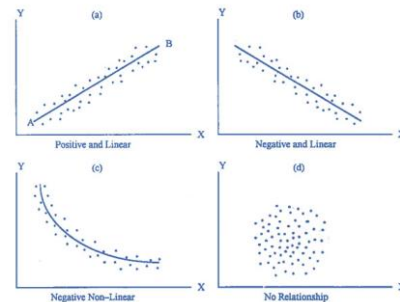 Y (a)
B
A
X
Positive and Linear
Y (b)
X
Negative and Linear
Y (c)
X
Negative Non-Linear
Y (d)
X
No Relationship